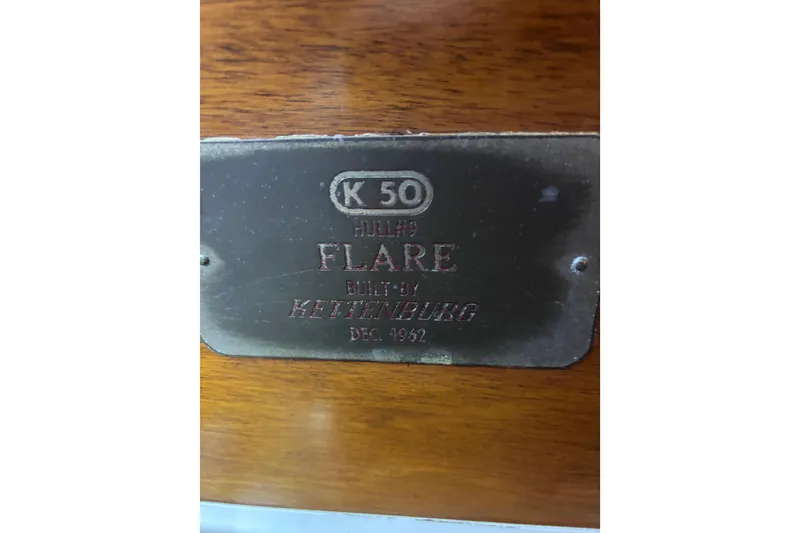 K 50
HULL#9
FLARE
BUILT·BY
KETTENBURG
DEC. 1962